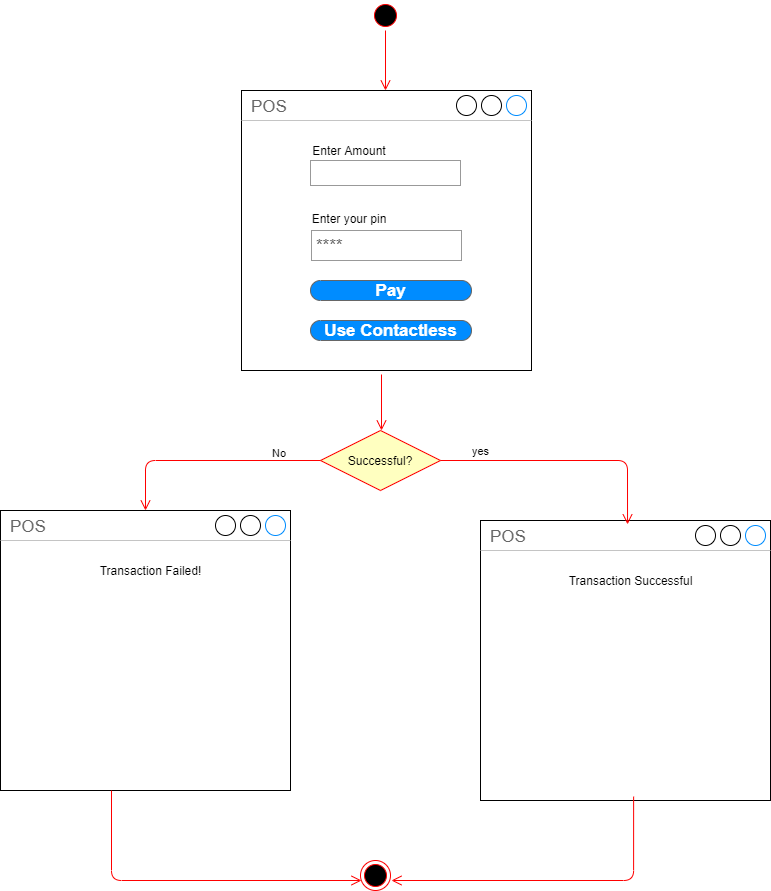 POS
Enter Amount
Enter your pin
****
Pay
Use Contactless
Successful?
No
yes
POS
Transaction Failed!
POS
Transaction Successful